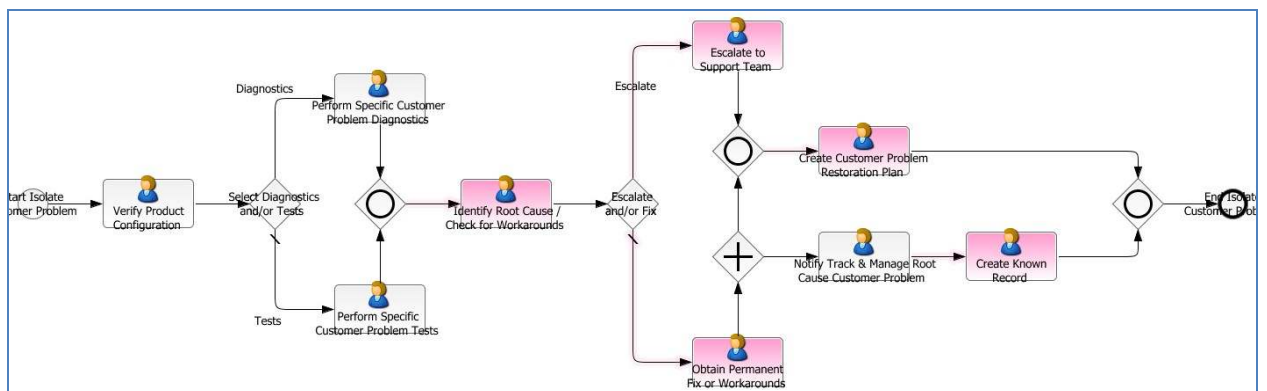 tart Isolate
omer Problem
Verify Product
Configuration
Select Diagnostics
and/or Tests
Diagnostics
Tests
Perform Specific Customer
Problem Diagnostics
Perform Specific
Customer Problem Tests
Identify Root Cause /
Check for Workarounds
Escalate
and/or Fix
Escalate
Escalate to
Support Team
Obtain Permanent
Fix or Workarounds
Create Customer Problem
Restoration Plan
Notify Track & Manage Root
Cause Customer Problem
Create Known
Record
End Isolate
Customer Probl